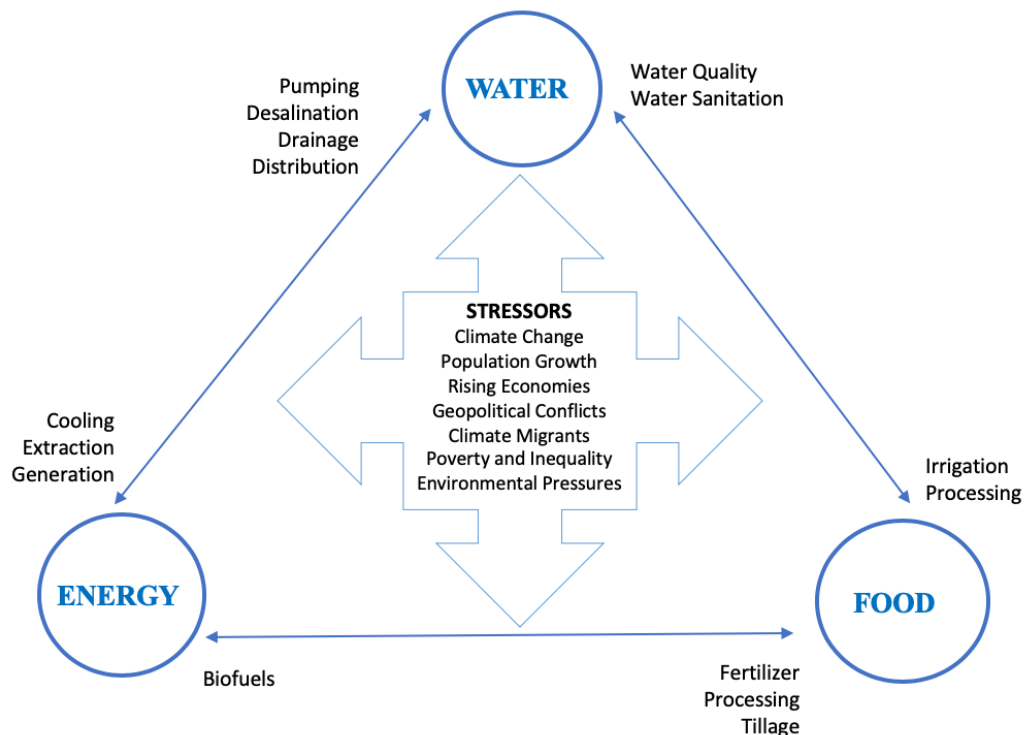 WATER
Pumping
Desalination
Drainage
Distribution
Water Quality
Water Sanitation
STRESSORS
Climate Change
Population Growth
Rising Economies
Geopolitical Conflicts
Climate Migrants
Poverty and Inequality
Environmental Pressures
Cooling
Extraction
Generation
Irrigation
Processing
ENERGY
FOOD
Biofuels
Fertilizer
Processing
Tillage